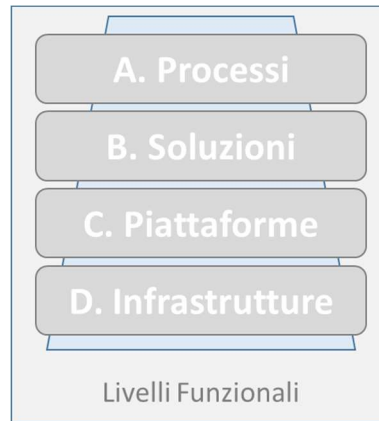 A. Processi
B. Soluzioni
C. Piattaforme
D. Infrastrutture
Livelli Funzionali